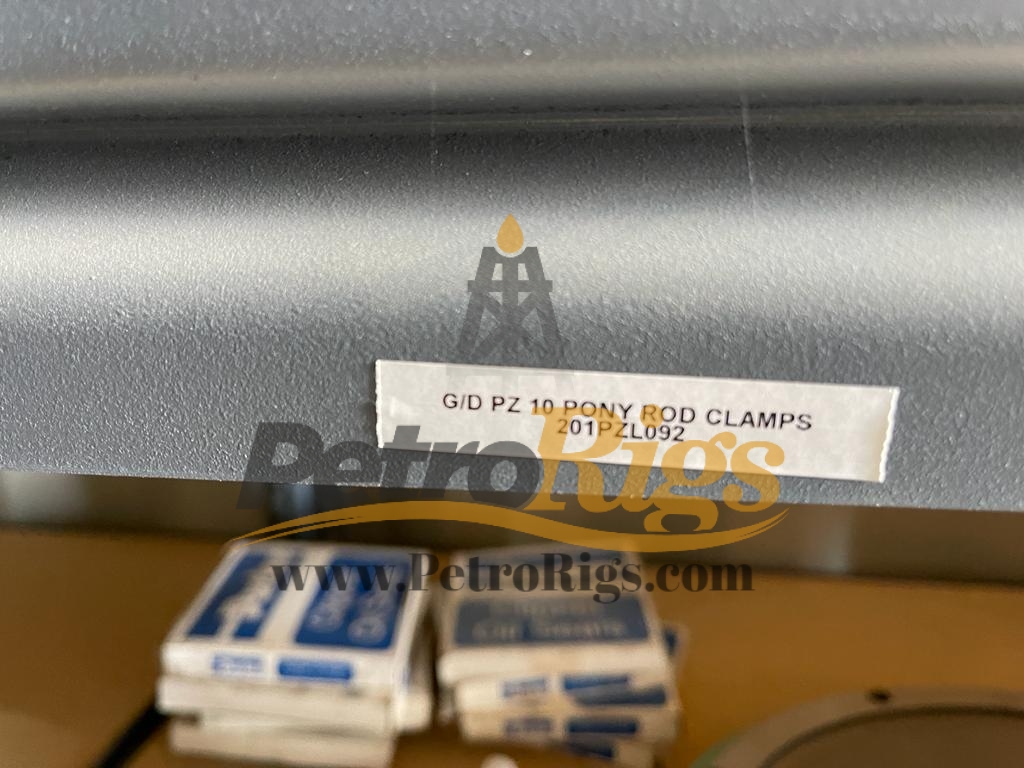 G/D PZ 10 PONY ROD CLAMPS
201PZL092
PetroRigs
www.PetroRigs.com
Oil Seals